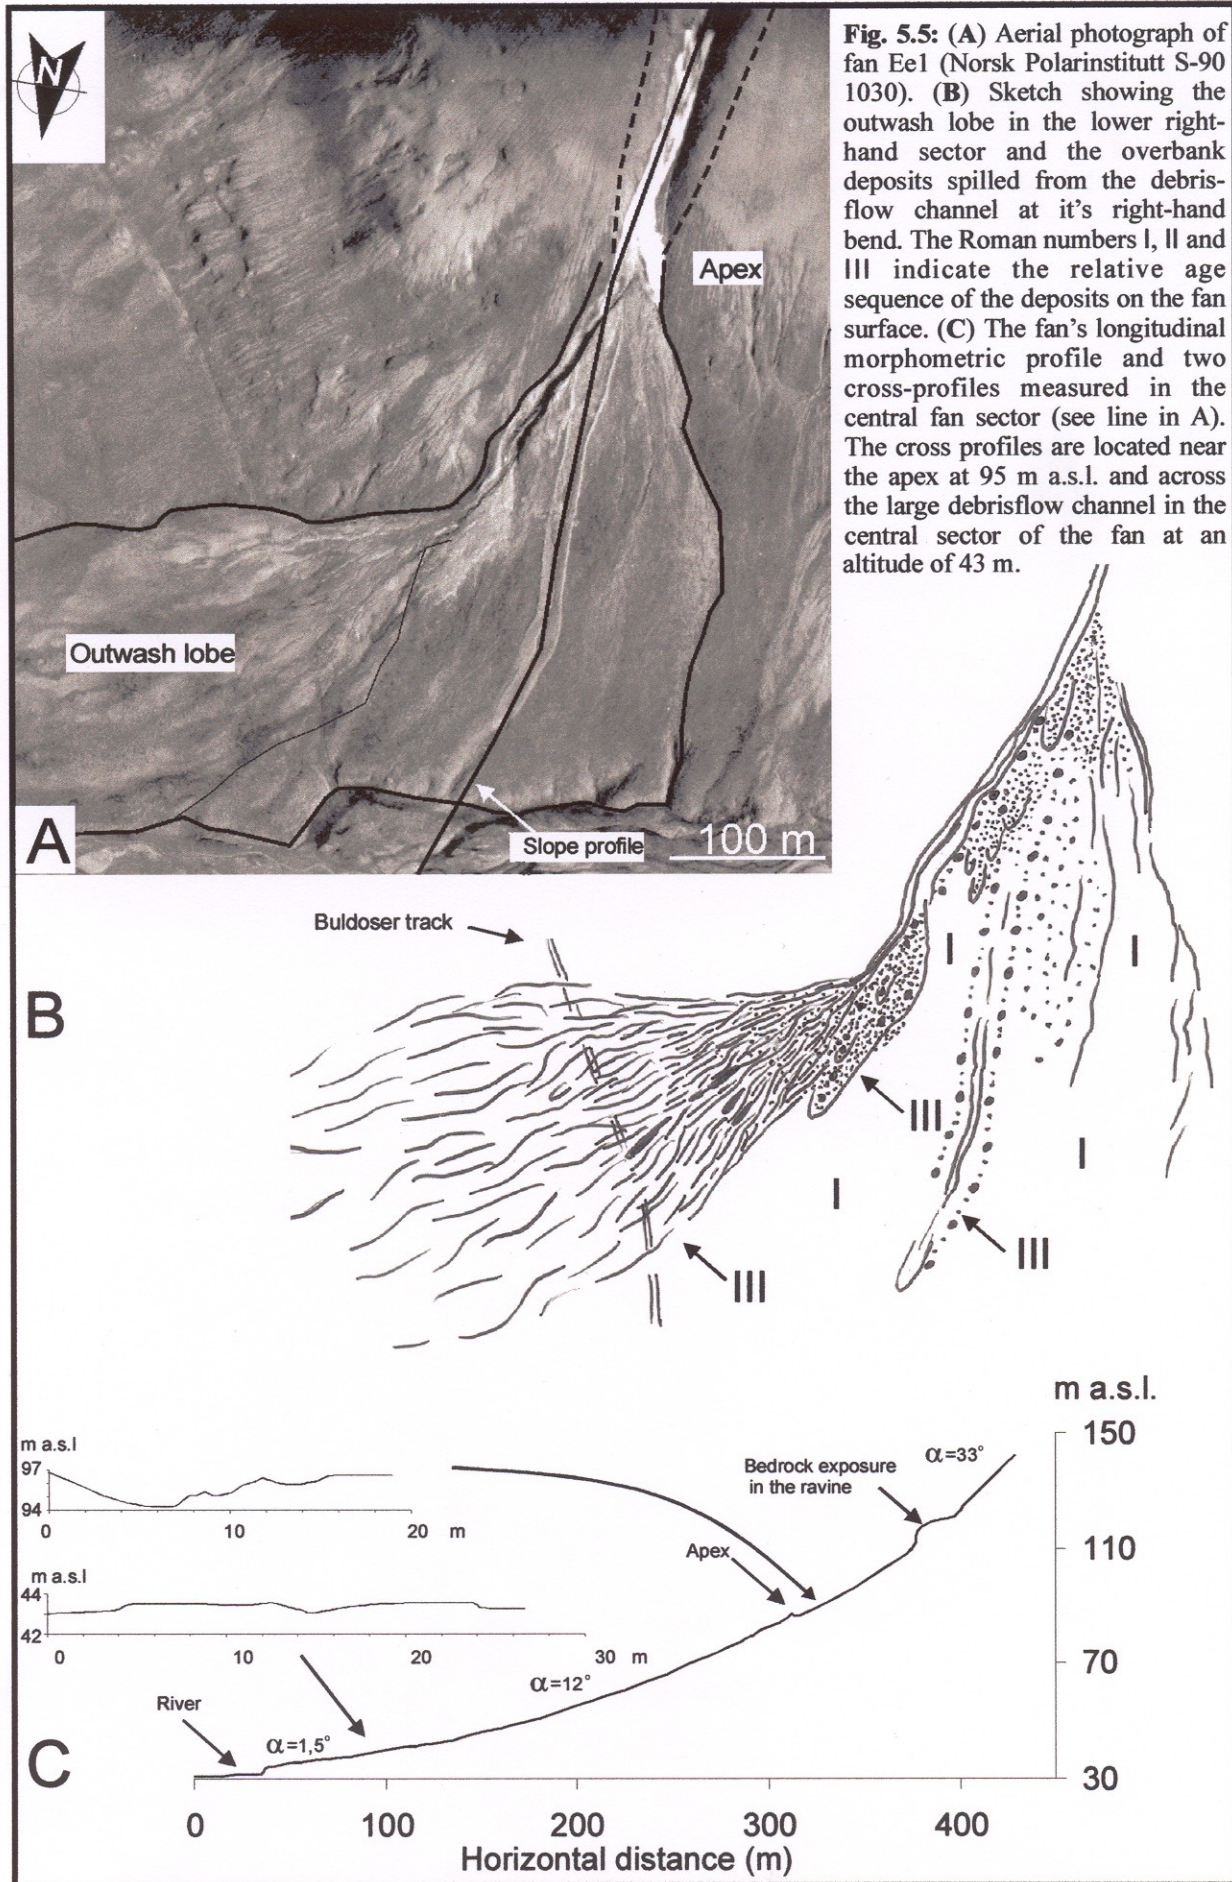 N
Fig. 5.5: (A) Aerial photograph of
fan Ee1 (Norsk Polarinstitutt S-90
1030). (B) Sketch showing the
outwash lobe in the lower right-
hand sector and the overbank
deposits spilled from the debris-
flow channel at it's right-hand
bend. The Roman numbers I, II and
III indicate the relative age
sequence of the deposits on the fan
surface. (C) The fan's longitudinal
morphometric profile and two
cross-profiles measured in the
central fan sector (see line in A).
The cross profiles are located near
the apex at 95 m a.s.l. and across
the large debrisflow channel in the
central sector of the fan at an
altitude of 43 m.
Apex
Outwash lobe
A
Slope profile
100 m
Buldoser track
B
I
I
III
I
I
III
III
m a.s.l.
150
110
70
30
m a.s.l
97
94
0 10 20 m
m a.s.l
44
42
0 10 20 30 m
α=33°
Bedrock exposure
in the ravine
Apex
α=12°
River
α=1,5°
C
0 100 200 300 400
Horizontal distance (m)